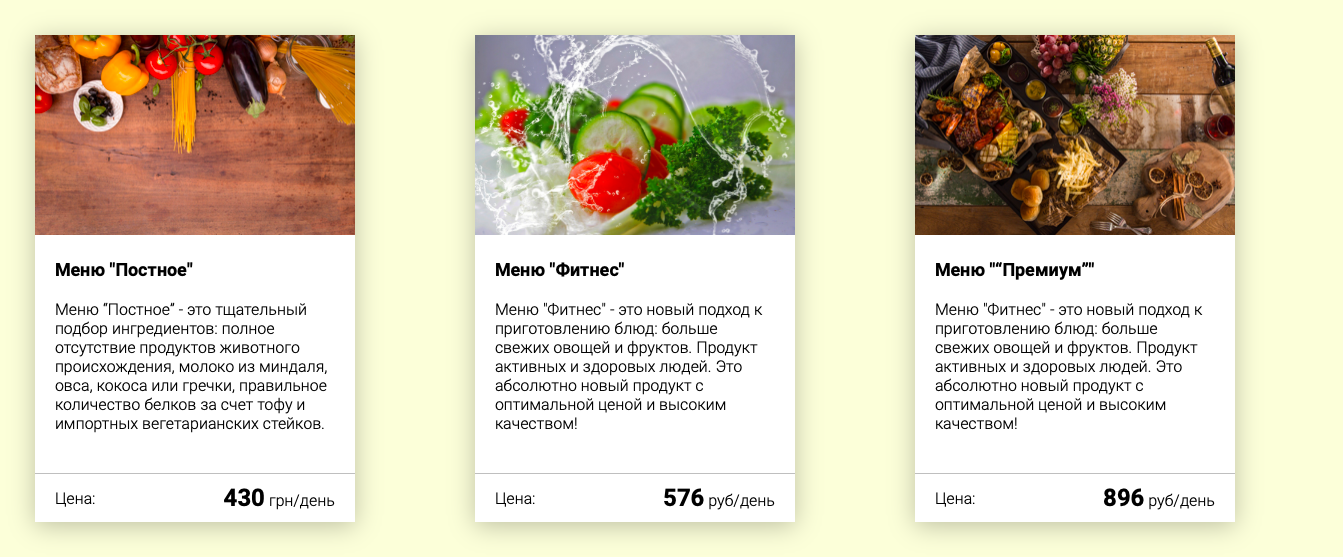 Меню "Постное"
Меню “Постное” - это тщательный
подбор ингредиентов: полное
отсутствие продуктов животного
происхождения, молоко из миндаля,
овса, кокоса или гречки, правильное
количество белков за счет тофу и
импортных вегетарианских стейков.
Цена:
430 грн/день
Меню "Фитнес"
Меню "Фитнес" - это новый подход к
приготовлению блюд: больше
свежих овощей и фруктов. Продукт
активных и здоровых людей. Это
абсолютно новый продукт с
оптимальной ценой и высоким
качеством!
Цена:
576 руб/день
Меню "“Премиум”"
Меню "Фитнес" - это новый подход к
приготовлению блюд: больше
свежих овощей и фруктов. Продукт
активных и здоровых людей. Это
абсолютно новый продукт с
оптимальной ценой и высоким
качеством!
Цена:
896 руб/день